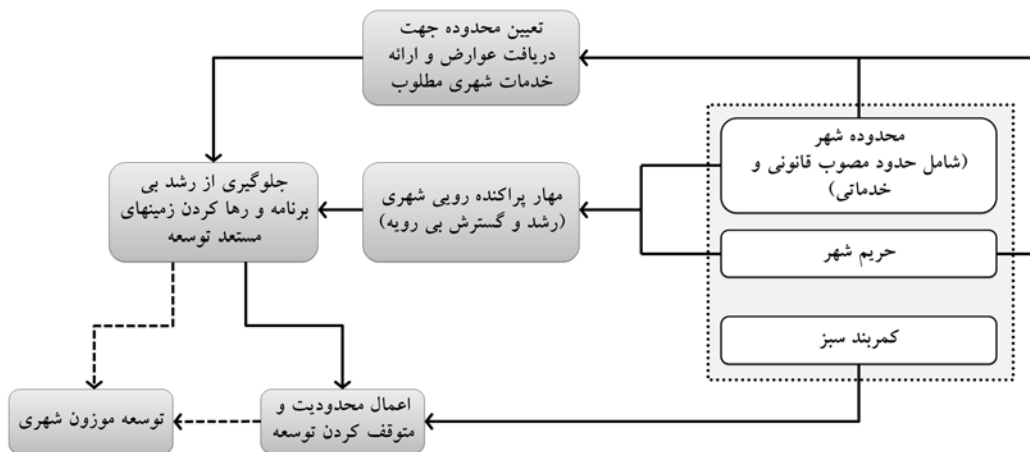 تعیین محدوده جهت
دریافت عوارض و ارائه
خدمات شهری مطلوب
محدوده شهر
(شامل حدود مصوب قانونی و
خدماتی)
مهار پراکنده رویی شهری
(رشد و گسترش بی رویه)
جلوگیری از رشد بی
برنامه و رها کردن زمینهای
مستعد توسعه
حریم شهر
کمربند سبز
اعمال محدودیت و
متوقف کردن توسعه
توسعه موزون شهری